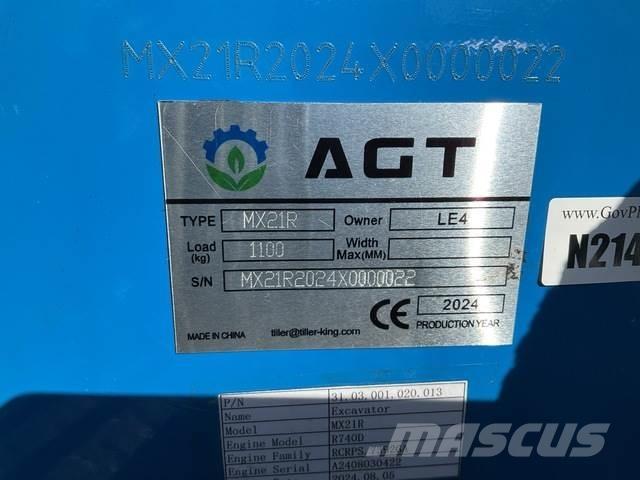 MX21R2024X0000022
AGT
TYPE MX21R Owner LE4
Load (kg) 1100 Width Max(MM)
S/N MX21R2024X0000022
CE 2024
MADE IN CHINA tiller@tiller-king.com PRODUCTION YEAR
www.GovPl
N214
P/N 31.03.001.020.013
Name Excavator
Model MX21R
Engine Model R740D
Engine Family RCRPS
Engine Serial A2408030422
2024.08.05
MASCUS